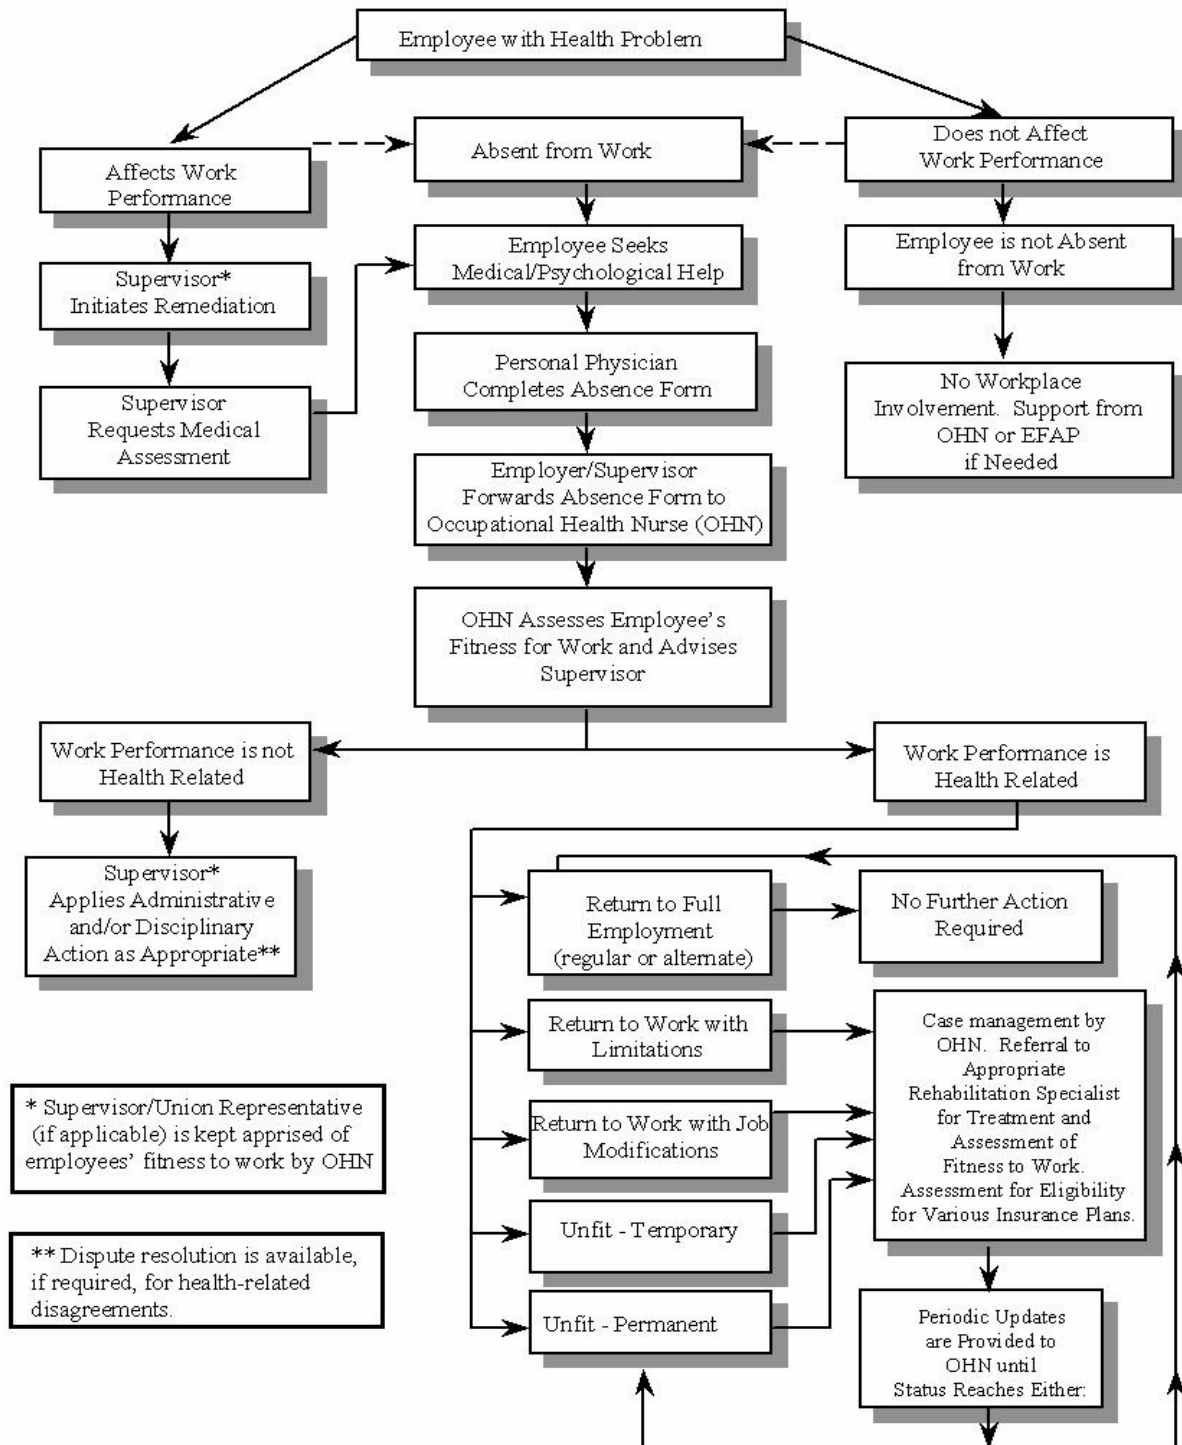 Employee with Health Problem
Affects Work
Performance
Absent from Work
Does not Affect
Work Performance
Supervisor*
Initiates Remediation
Employee Seeks
Medical/Psychological Help
Employee is not Absent
from Work
Supervisor
Requests Medical
Assessment
Personal Physician
Completes Absence Form
No Workplace
Involvement. Support from
OHN or EFAP
if Needed
Employer/Supervisor
Forwards Absence Form to
Occupational Health Nurse (OHN)
OHN Assesses Employee's
Fitness for Work and Advises
Supervisor
Work Performance is not
Health Related
Work Performance is
Health Related
Supervisor*
Applies Administrative
and/or Disciplinary
Action as Appropriate**
Return to Full
Employment
(regular or alternate)
No Further Action
Required
Return to Work with
Limitations
Return to Work with Job
Modifications
Unfit - Temporary
Unfit - Permanent
Case management by
OHN. Referral to
Appropriate
Rehabilitation Specialist
for Treatment and
Assessment of
Fitness to Work.
Assessment for Eligibility
for Various Insurance Plans.
Periodic Updates
are Provided to
OHN until
Status Reaches Either:
* Supervisor/Union Representative
(if applicable) is kept apprised of
employees' fitness to work by OHN
** Dispute resolution is available,
if required, for health-related
disagreements.